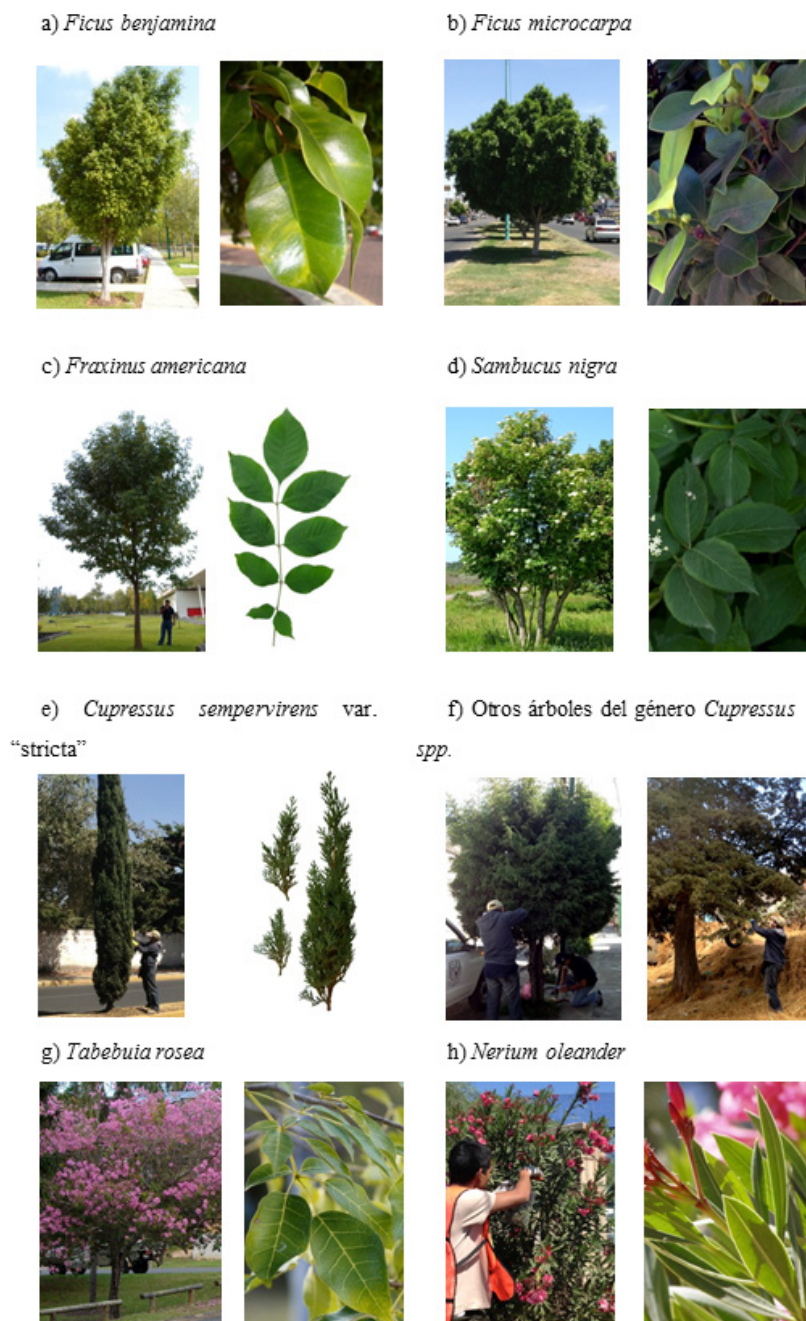 a) Ficus benjamina
b) Ficus microcarpa
c) Fraxinus americana
d) Sambucus nigra
e) Cupressus sempervirens var.
“stricta”
f) Otros árboles del género Cupressus
spp.
g) Tabebuia rosea
h) Nerium oleander